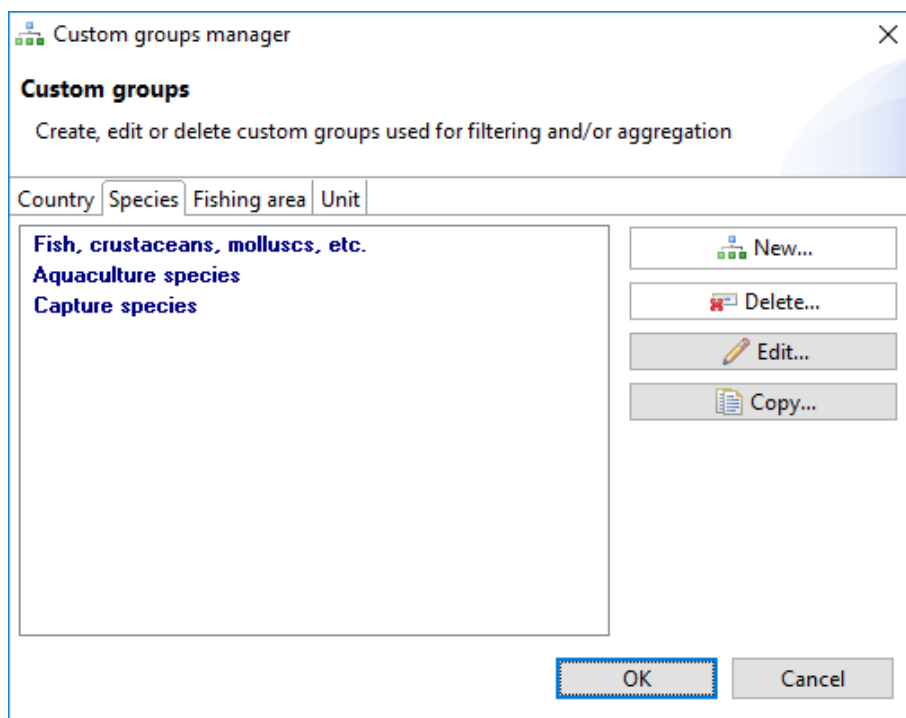 Custom groups manager
Custom groups
Create, edit or delete custom groups used for filtering and/or aggregation
Country Species Fishing area Unit
Fish, crustaceans, molluscs, etc.
Aquaculture species
Capture species
New...
Delete...
Edit...
Copy...
OK Cancel